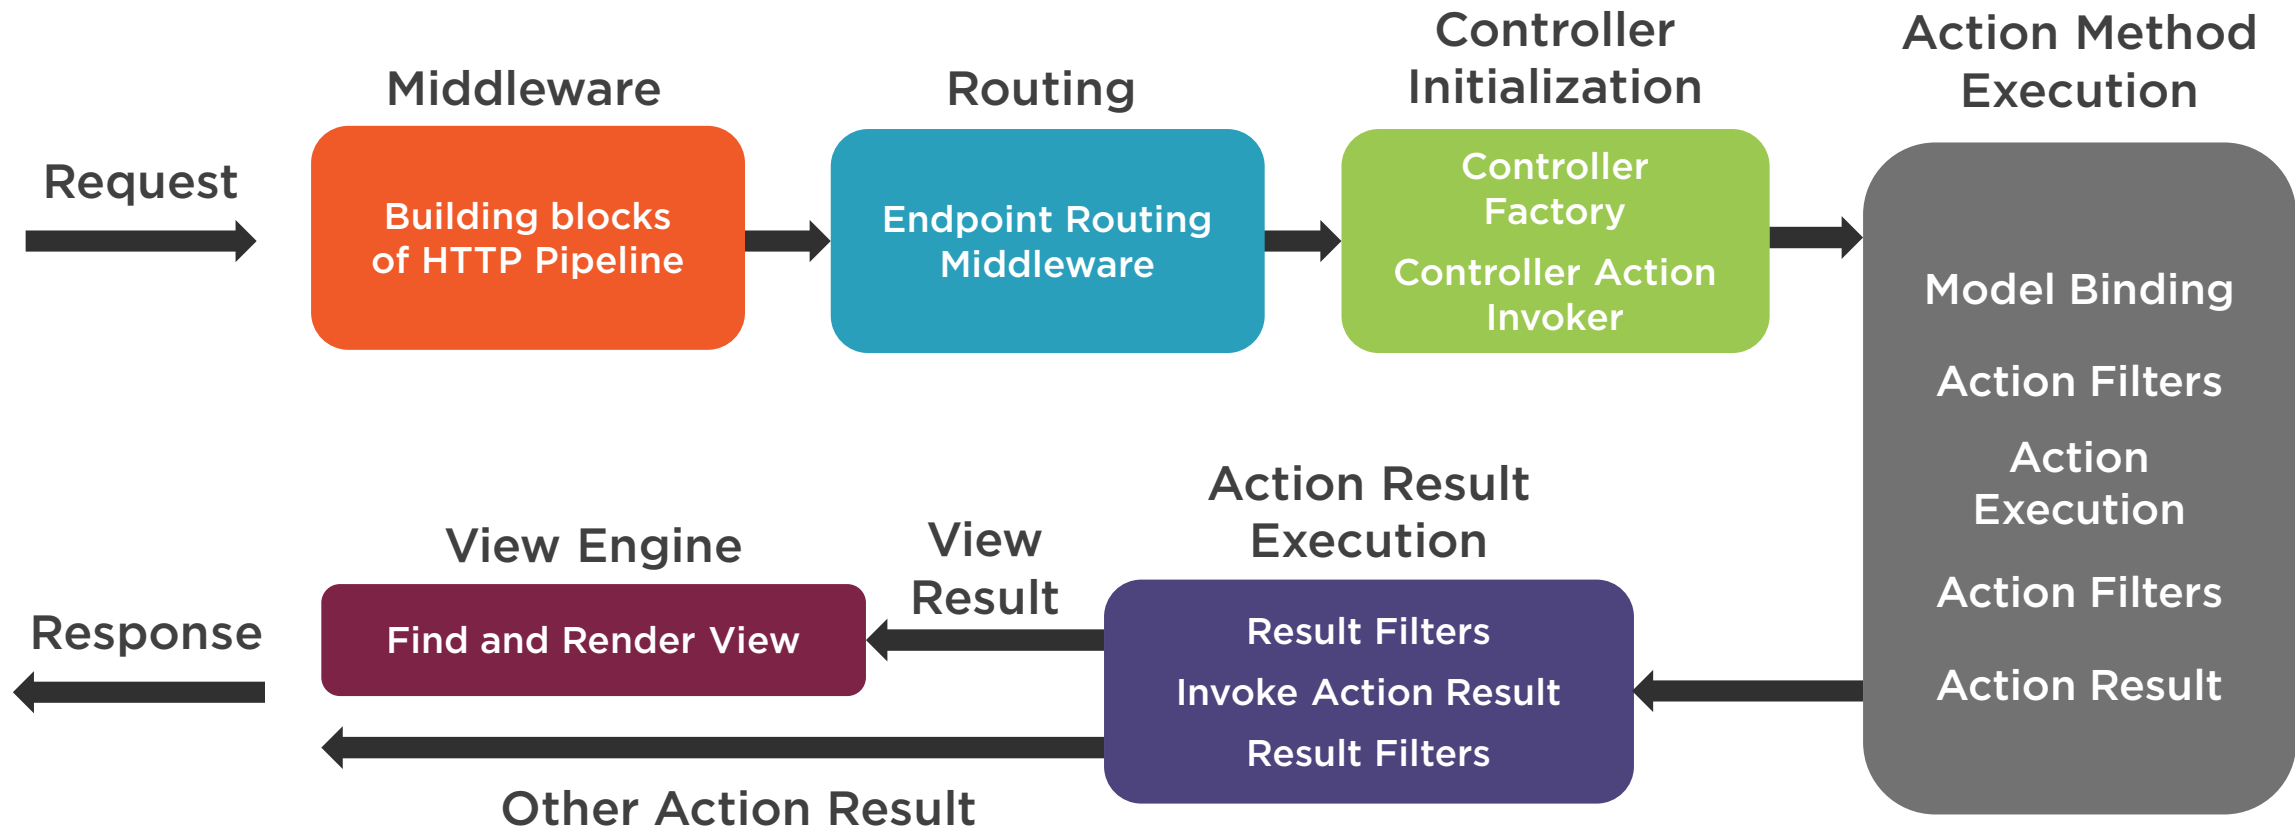 Request
Middleware
Building blocks
of HTTP Pipeline
Routing
Endpoint Routing
Middleware
Controller
Initialization
Controller
Factory
Controller Action
Invoker
Action Method
Execution
Model Binding
Action Filters
Action
Execution
Action Filters
Action Result
Action Result
Execution
Result Filters
Invoke Action Result
Result Filters
View
Result
View Engine
Find and Render View
Other Action Result
Response